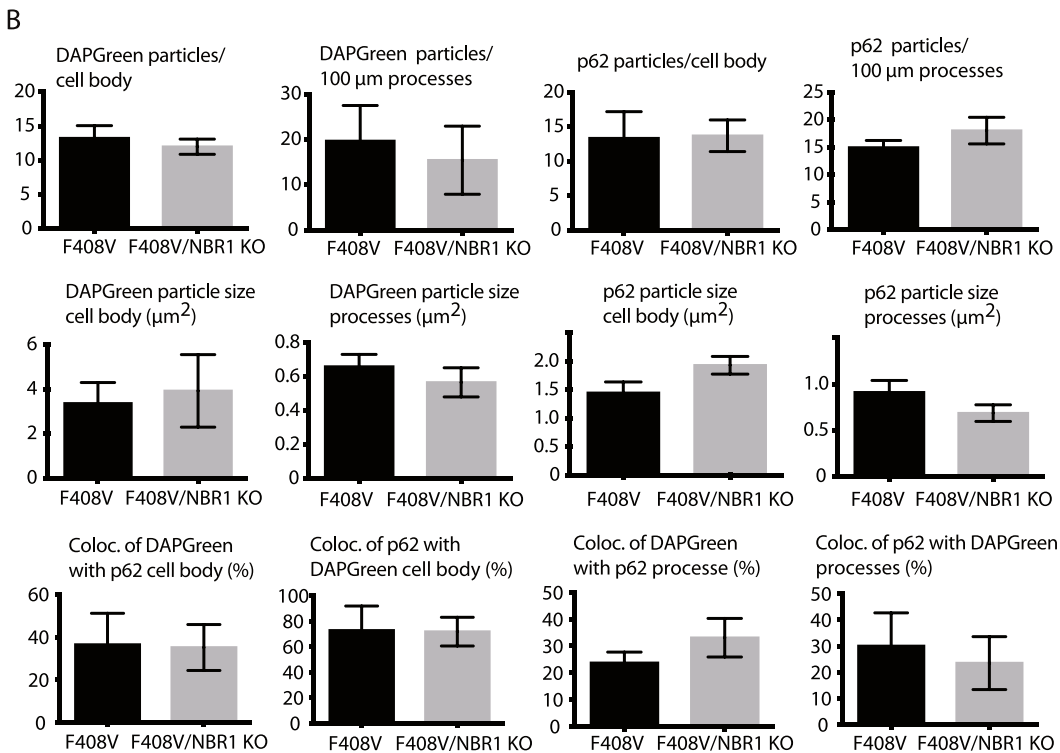 B
DAPGreen particles/
cell body
20
15
10
5
0
F408V F408V/NBR1 KO
DAPGreen particles/
100 µm processes
30
20
10
0
F408V F408V/NBR1 KO
p62 particles/cell body
20
15
10
5
0
F408V F408V/NBR1 KO
p62 particles/
100 µm processes
25
20
15
10
5
0
F408V F408V/NBR1 KO
DAPGreen particle size
cell body (µm²)
6
4
2
0
F408V F408V/NBR1 KO
DAPGreen particle size
processes (µm²)
0.8
0.6
0.4
0.2
0
F408V F408V/NBR1 KO
p62 particle size
cell body (µm²)
2.0
1.5
1.0
0.5
0
F408V F408V/NBR1 KO
p62 particle size
processes (µm²)
1.0
0.5
0
F408V F408V/NBR1 KO
Coloc. of DAPGreen
with p62 cell body (%)
60
40
20
0
F408V F408V/NBR1 KO
Coloc. of p62 with
DAPGreen cell body (%)
100
80
60
40
20
0
F408V F408V/NBR1 KO
Coloc. of DAPGreen
with p62 processe (%)
50
40
30
20
10
0
F408V F408V/NBR1 KO
Coloc. of p62 with DAPGreen
processes (%)
50
40
30
20
10
0
F408V F408V/NBR1 KO